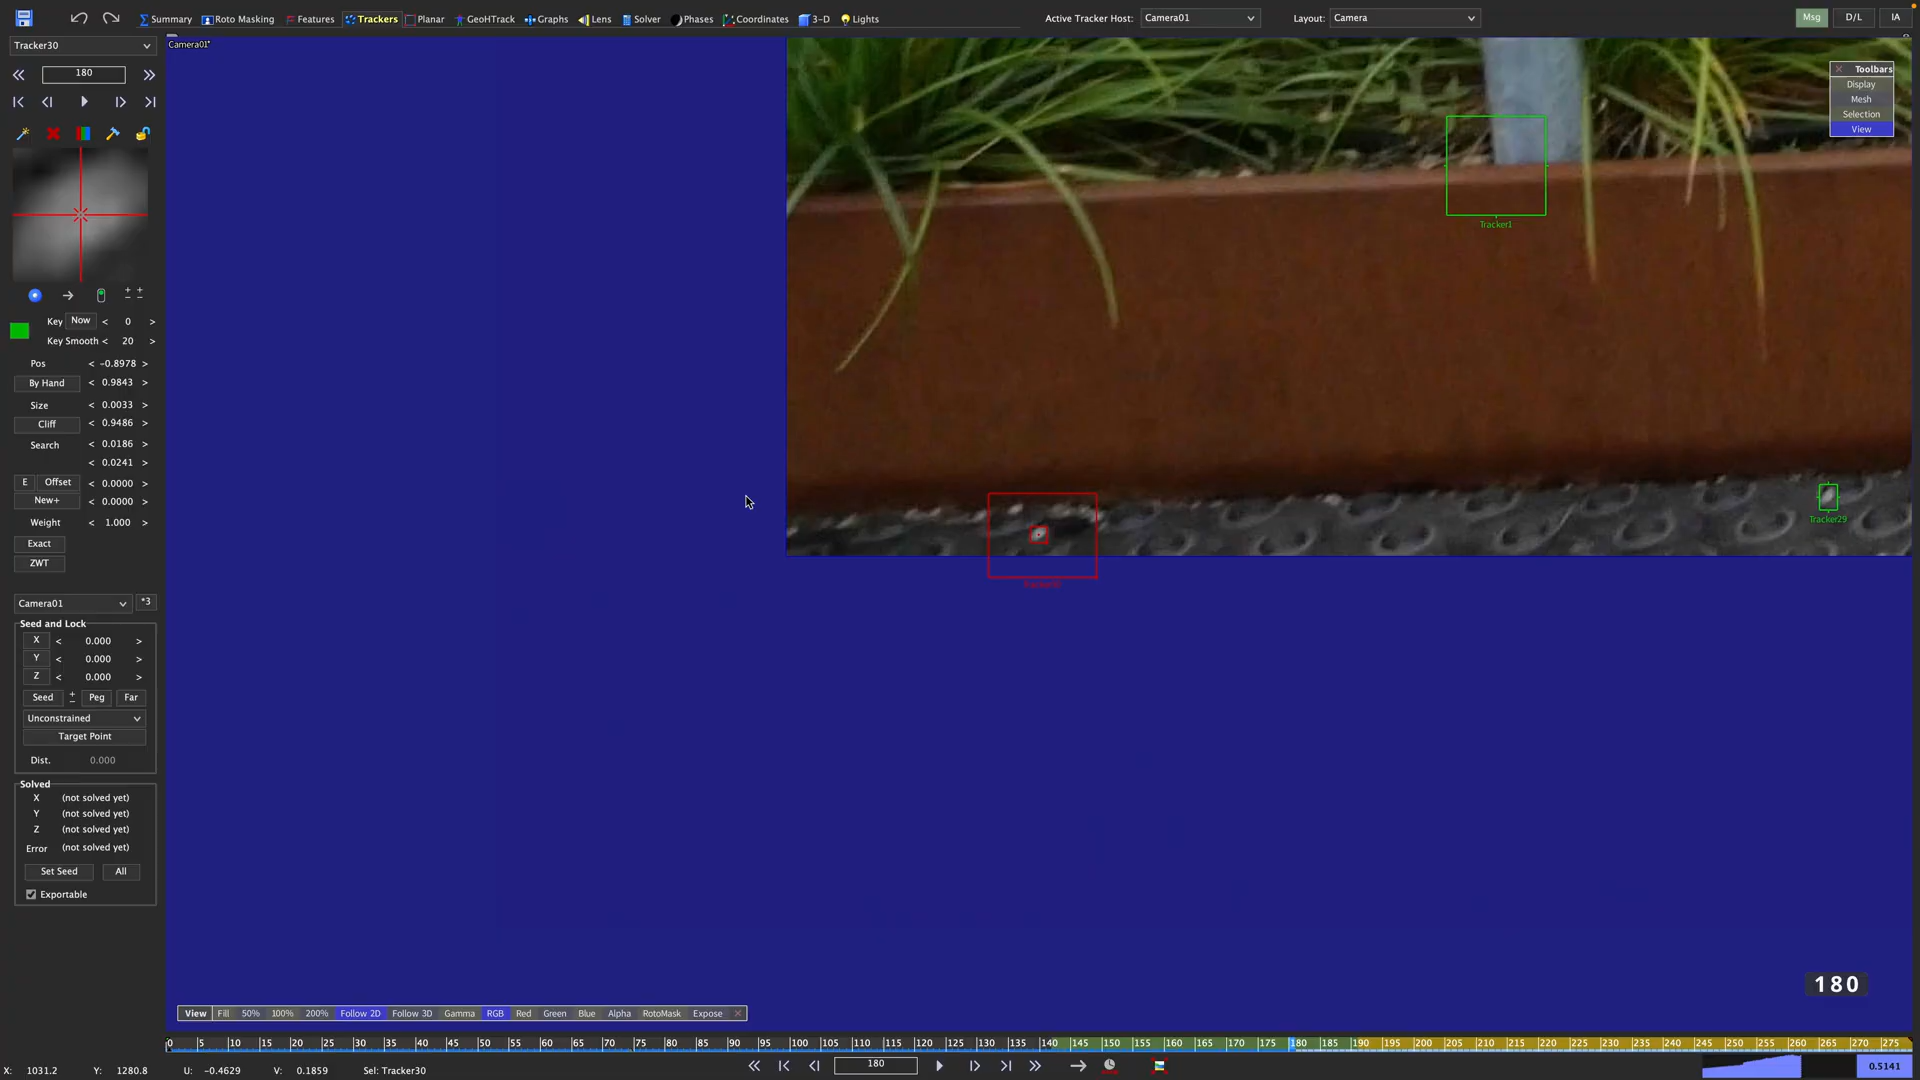 Summary Roto Masking Features Trackers Planar GeoHTrack Graphs Lens Solver Phases Coordinates 3-D Lights Active Tracker Host: Camera01 Layout: Camera Msg D/L IA
Tracker30
Camera01*
180
Toolbars
Display
Mesh
Selection
View
Tracker1
Key Now < 0 >
Key Smooth < 20 >
Pos < -0.8978 >
By Hand < 0.9843 >
Size < 0.0033 >
Cliff < 0.9486 >
Search < 0.0186 >
< 0.0241 >
E Offset < 0.0000 >
New+ < 0.0000 >
Weight < 1.000 >
Exact
ZWT
Tracker29
Camera01 *3
Seed and Lock
X < 0.000 >
Y < 0.000 >
Z < 0.000 >
Seed + - Peg Far
Unconstrained
Target Point
Dist. 0.000
Solved
X (not solved yet)
Y (not solved yet)
Z (not solved yet)
Error (not solved yet)
Set Seed All
Exportable
180
View Fill 50% 100% 200% Follow 2D Follow 3D Gamma RGB Red Green Blue Alpha RotoMask Expose
0 5 10 15 20 25 30 35 40 45 50 55 60 65 70 75 80 85 90 95 100 105 110 115 120 125 130 135 140 145 150 155 160 165 170 175 180 185 190 195 200 205 210 215 220 225 230 235 240 245 250 255 260 265 270 275
X: 1031.2 Y: 1280.8 U: -0.4629 V: 0.1859 Sel: Tracker30 180 0.5141